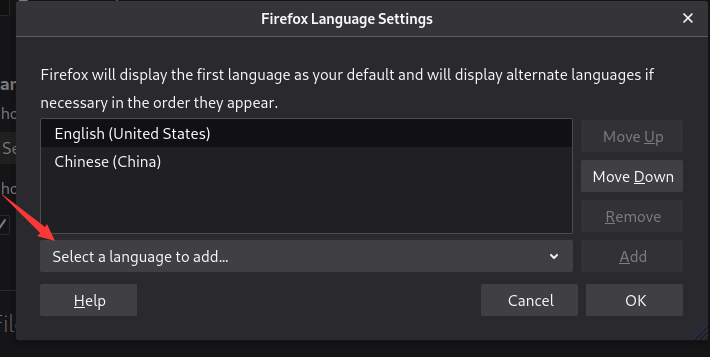 Firefox Language Settings
Firefox will display the first language as your default and will display alternate languages if
necessary in the order they appear.
English (United States)
Chinese (China)
Move Up
Move Down
Remove
Select a language to add...
Add
Help
Cancel
OK